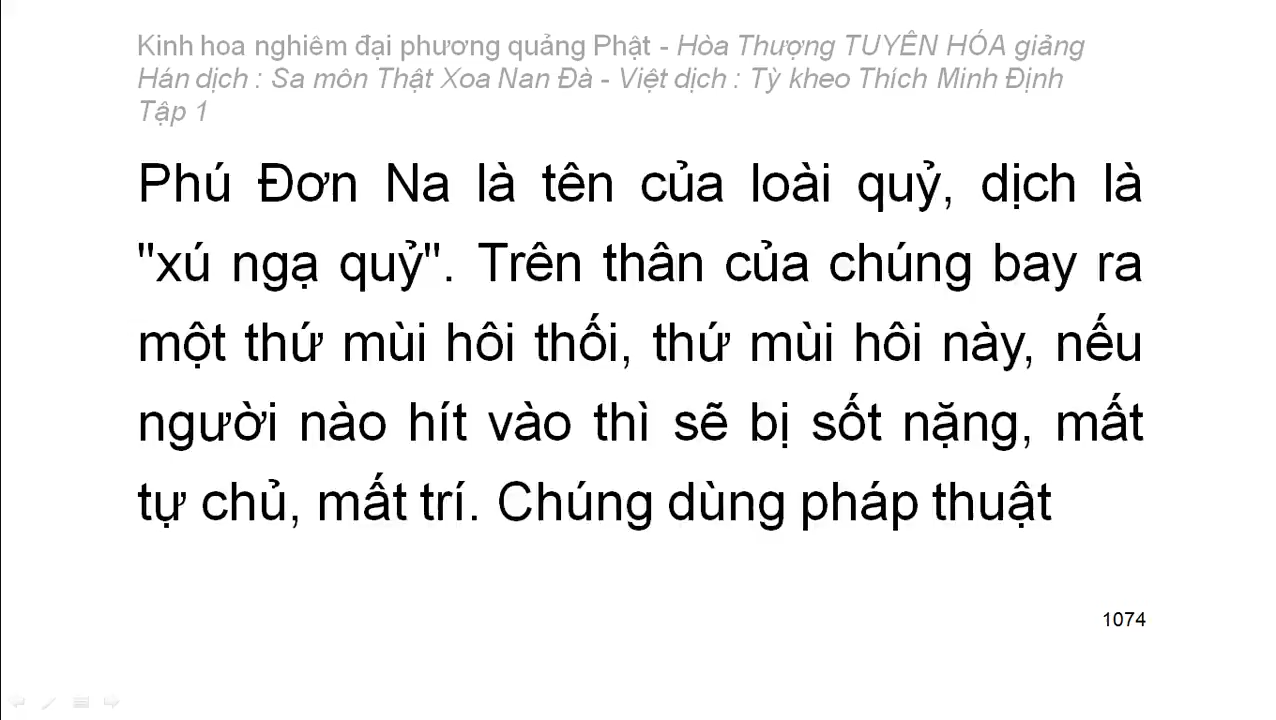 Kinh hoa nghiêm đại phương quảng Phật - Hòa Thượng TUYÊN HÓA giảng
Hán dịch : Sa môn Thật Xoa Nan Đà - Việt dịch : Tỳ kheo Thích Minh Định
Tập 1
Phú Đơn Na là tên của loài quỷ, dịch là
"xú ngạ quỷ". Trên thân của chúng bay ra
một thứ mùi hôi thối, thứ mùi hôi này, nếu
người nào hít vào thì sẽ bị sốt nặng, mất
tự chủ, mất trí. Chúng dùng pháp thuật
1074